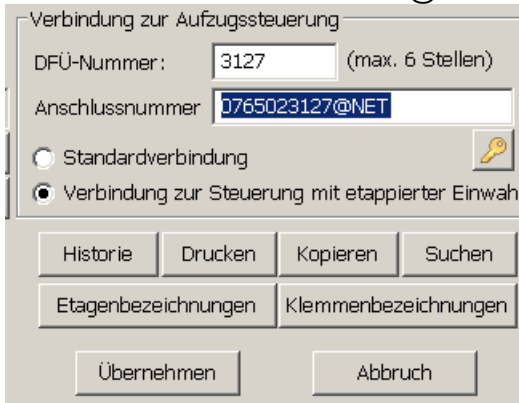 Verbindung zur Aufzugssteuerung
DFÜ-Nummer: 3127 (max. 6 Stellen)
Anschlussnummer 0765023127@NET
Standardverbindung
Verbindung zur Steuerung mit etappierter Einwah
Historie Drucken Kopieren Suchen
Etagenbezeichnungen Klemmenbezeichnungen
Übernehmen Abbruch